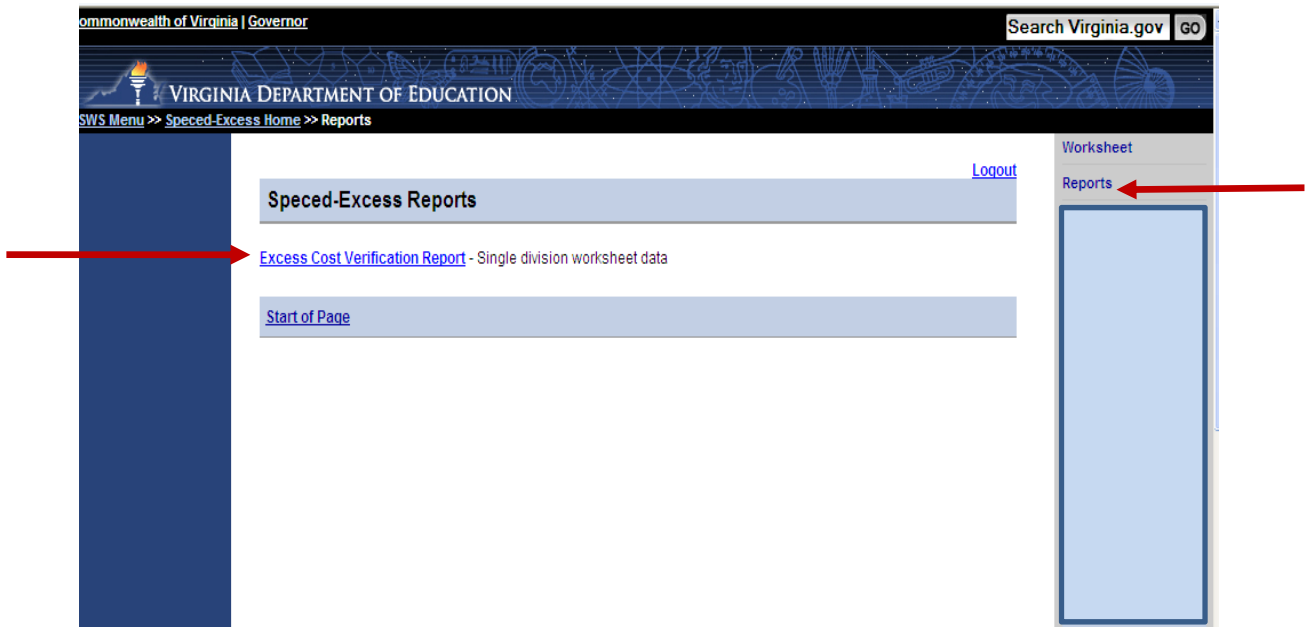 ommonwealth of Virginia | Governor
Search Virginia.gov GO
VIRGINIA DEPARTMENT OF EDUCATION
SWS Menu >> Speced-Excess Home >> Reports
Worksheet
Logout
Reports
Speced-Excess Reports
Excess Cost Verification Report - Single division worksheet data
Start of Page